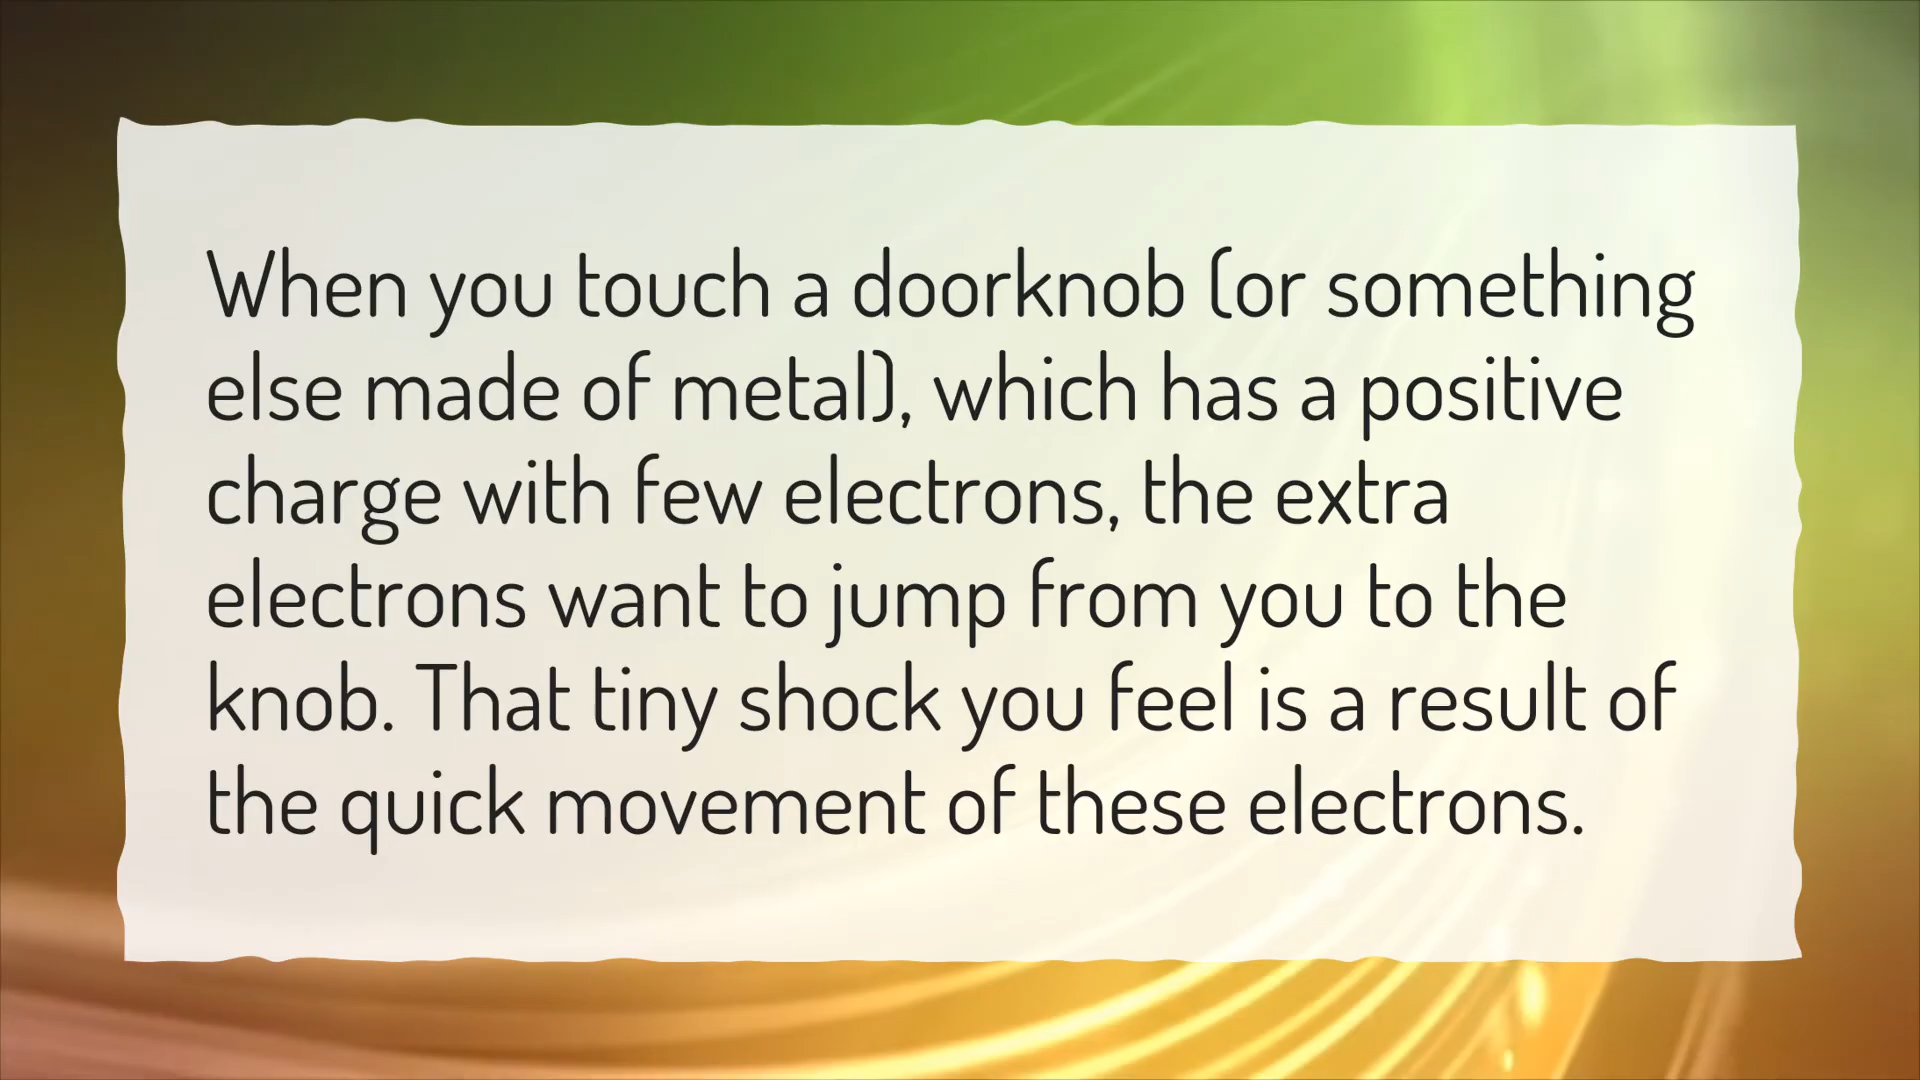 When you touch a doorknob (or something
else made of metal), which has a positive
charge with few electrons, the extra
electrons want to jump from you to the
knob. That tiny shock you feel is a result of
the quick movement of these electrons.